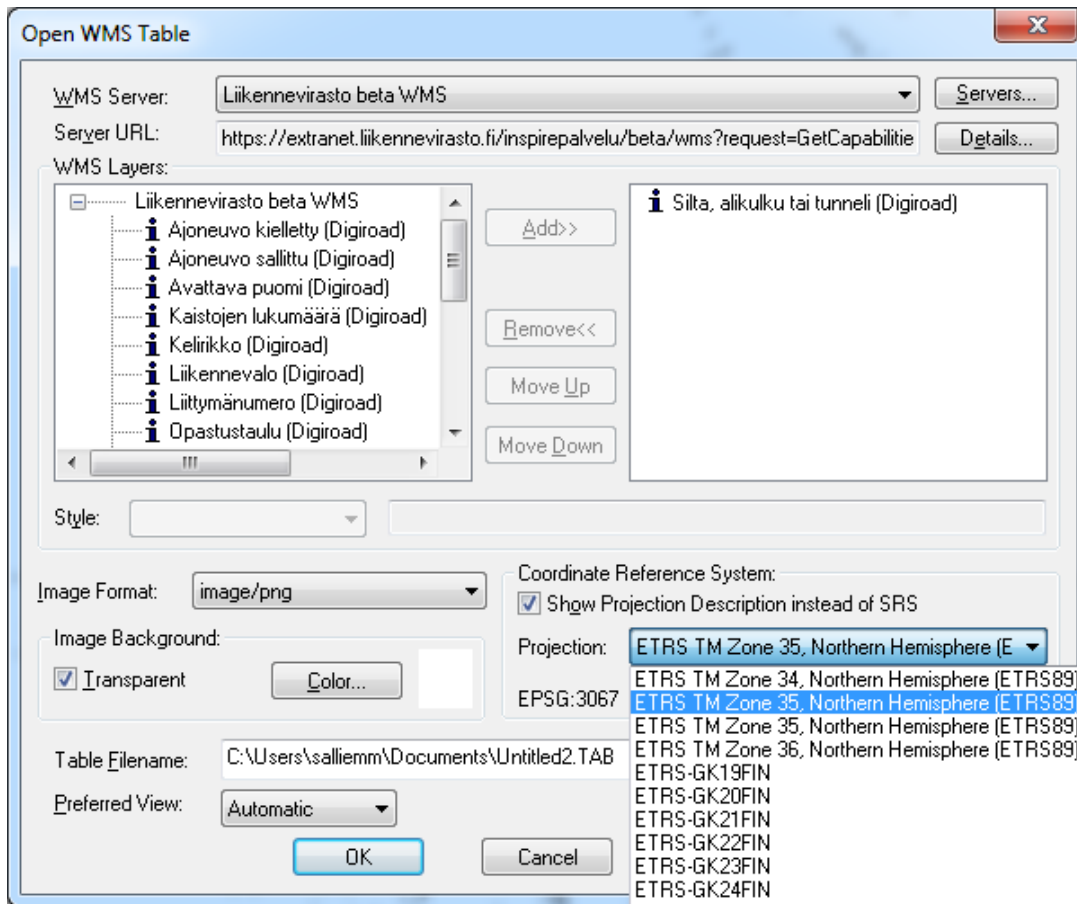 Open WMS Table
WMS Server: Liikennevirasto beta WMS Servers...
Server URL: https://extranet.liikennevirasto.fi/inspirepalvelu/beta/wms?request=GetCapabilitie Details...
WMS Layers:
Liikennevirasto beta WMS
Ajoneuvo kielletty (Digiroad)
Ajoneuvo sallittu (Digiroad)
Avattava puomi (Digiroad)
Kaistojen lukumäärä (Digiroad)
Kelirikko (Digiroad)
Liikennevalo (Digiroad)
Liittymänumero (Digiroad)
Opastustaulu (Digiroad)
Add>>
Remove<<
Move Up
Move Down
Silta, alikulku tai tunneli (Digiroad)
Style:
Image Format: image/png
Image Background:
Transparent Color...
Coordinate Reference System:
Show Projection Description instead of SRS
Projection: ETRS TM Zone 35, Northern Hemisphere (E
EPSG:3067
ETRS TM Zone 34, Northern Hemisphere (ETRS89)
ETRS TM Zone 35, Northern Hemisphere (ETRS89)
ETRS TM Zone 35, Northern Hemisphere (ETRS89)
ETRS TM Zone 36, Northern Hemisphere (ETRS89)
ETRS-GK19FIN
ETRS-GK20FIN
ETRS-GK21FIN
ETRS-GK22FIN
ETRS-GK23FIN
ETRS-GK24FIN
Table Filename: C:\Users\salliemm\Documents\Untitled2.TAB
Preferred View: Automatic
OK Cancel